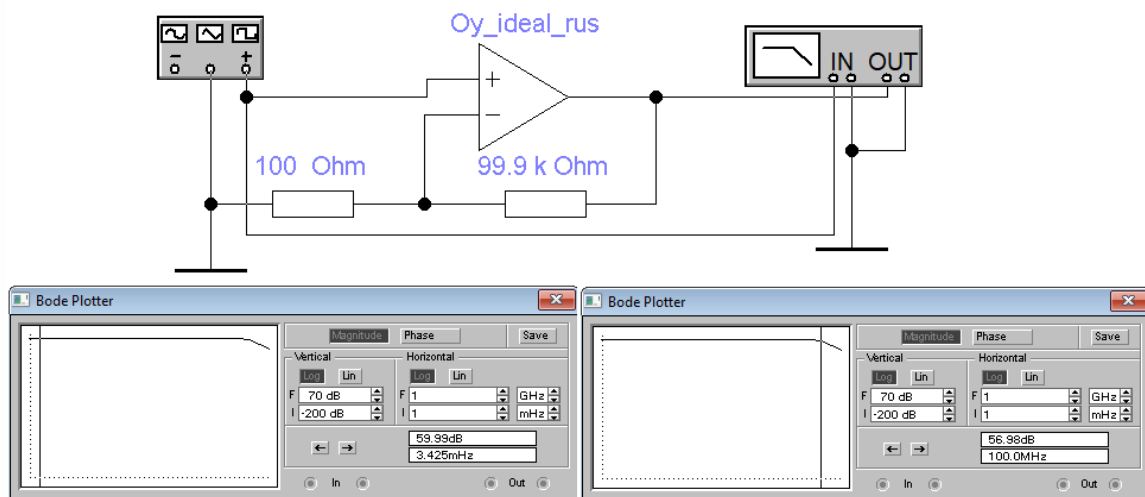 Oy_ideal_rus
IN OUT
− +
+
−
100 Ohm
99.9 k Ohm
Bode Plotter
Magnitude Phase Save
Vertical Horizontal
Log Lin Log Lin
F 70 dB F 1 GHz
I -200 dB I 1 mHz
59.99dB
3.425mHz
In Out
Bode Plotter
Magnitude Phase Save
Vertical Horizontal
Log Lin Log Lin
F 70 dB F 1 GHz
I -200 dB I 1 mHz
56.98dB
100.0MHz
In Out